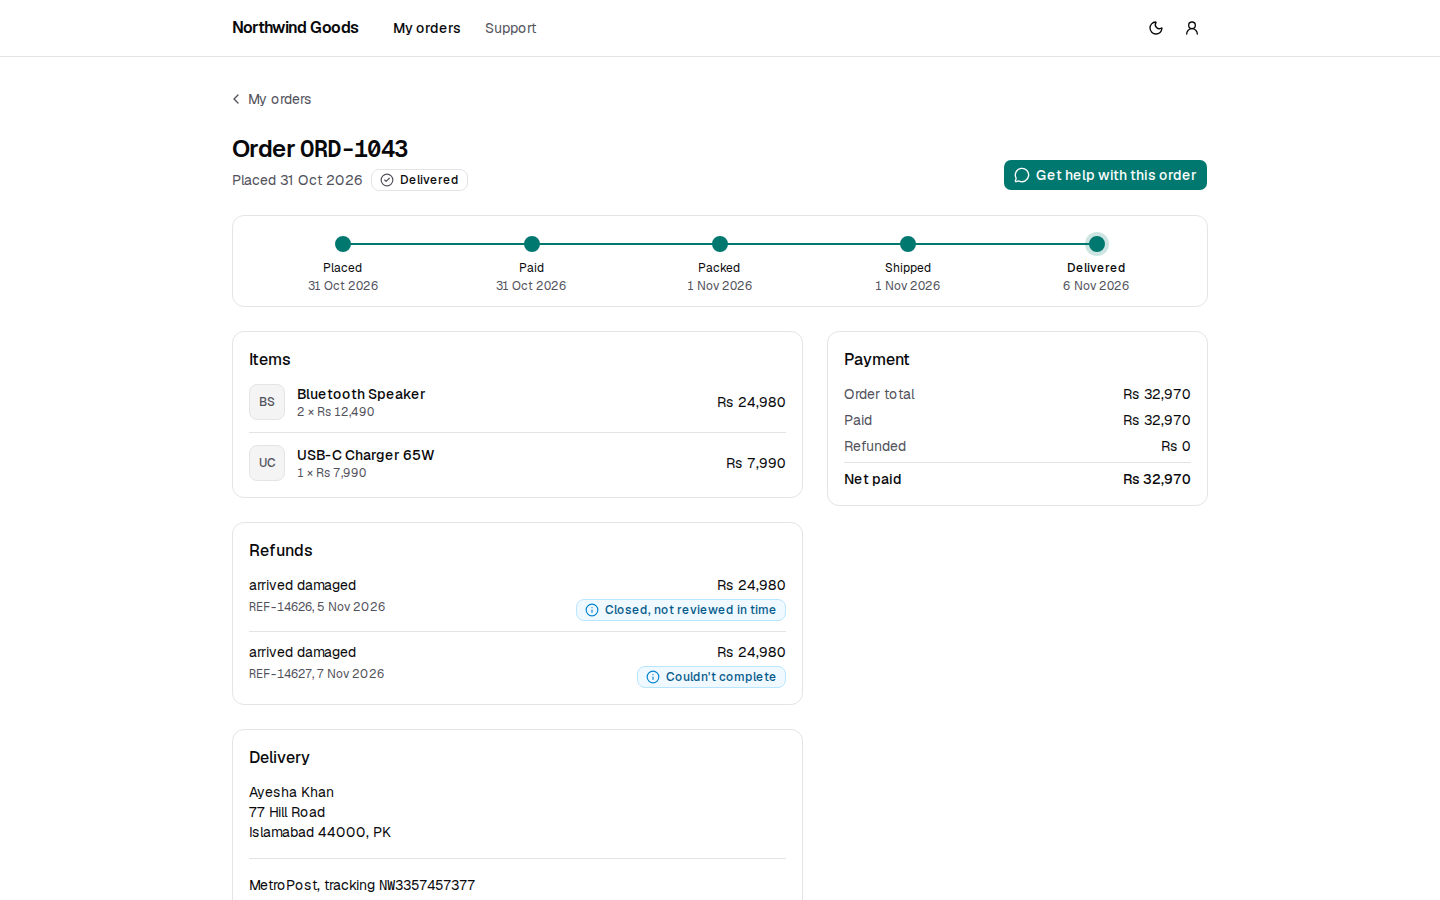 Northwind Goods My orders Support
My orders
Order ORD-1043
Placed 31 Oct 2026 Delivered
Get help with this order
Placed Paid Packed Shipped Delivered
31 Oct 2026 31 Oct 2026 1 Nov 2026 1 Nov 2026 6 Nov 2026
Items
BS Bluetooth Speaker Rs 24,980
2 × Rs 12,490
UC USB-C Charger 65W Rs 7,990
1 × Rs 7,990
Payment
Order total Rs 32,970
Paid Rs 32,970
Refunded Rs 0
Net paid Rs 32,970
Refunds
arrived damaged Rs 24,980
REF-14626, 5 Nov 2026 Closed, not reviewed in time
arrived damaged Rs 24,980
REF-14627, 7 Nov 2026 Couldn't complete
Delivery
Ayesha Khan
77 Hill Road
Islamabad 44000, PK
MetroPost, tracking NW3357457377